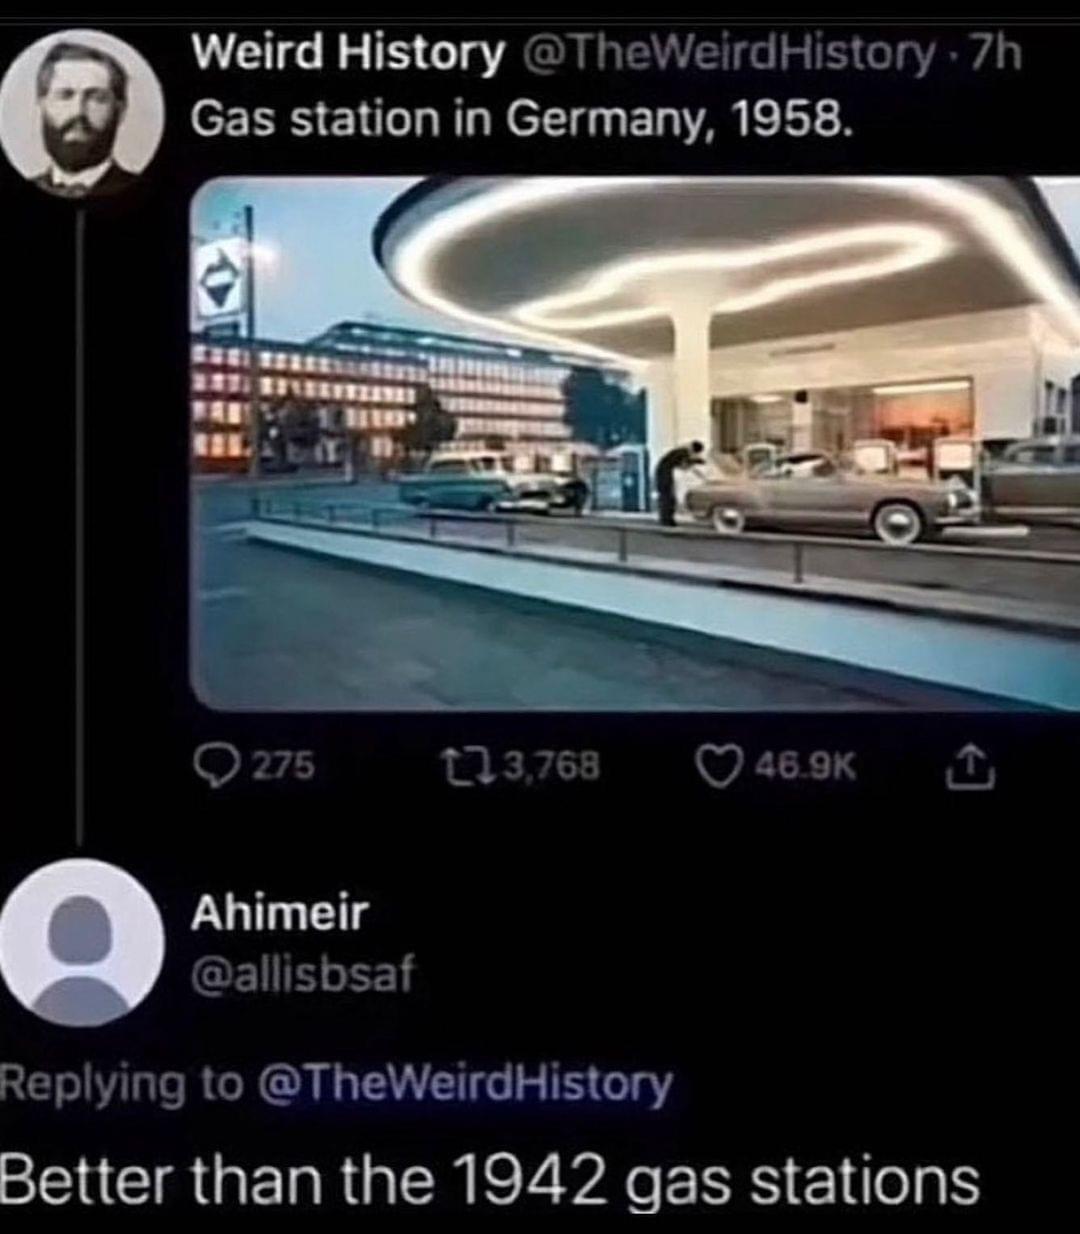 Weird History @TheWeirdHistory · 7h
Gas station in Germany, 1958.
275 3,768 46.9K
Ahimeir
@allisbsaf
Replying to @TheWeirdHistory
Better than the 1942 gas stations